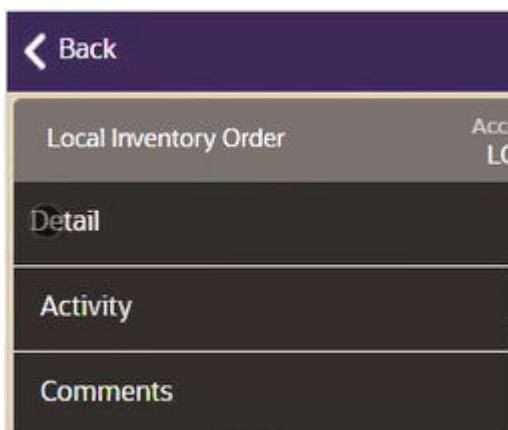 Back
Local Inventory Order
Detail
Activity
Comments